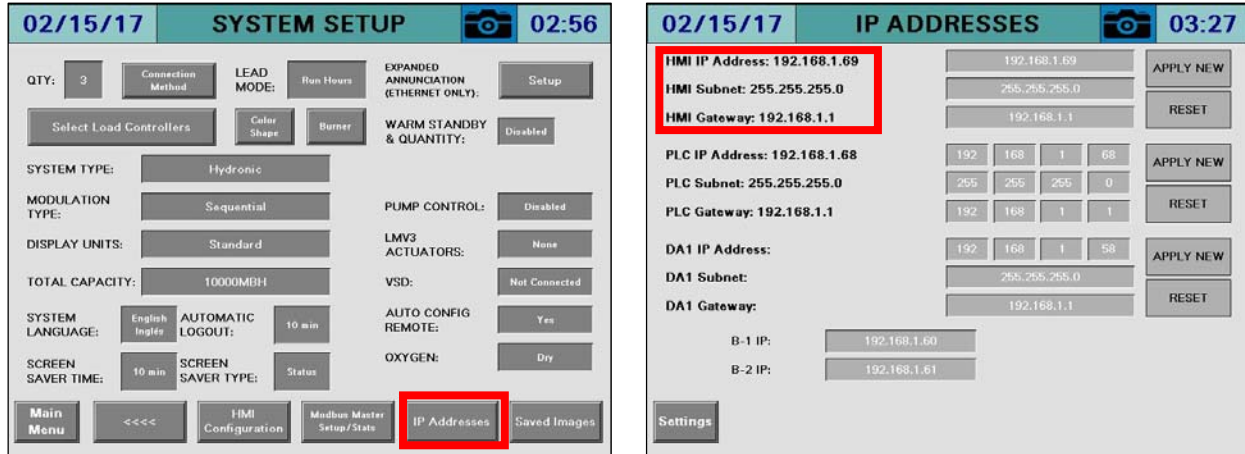 02/15/17 SYSTEM SETUP 02:56
QTY: 3 Connection Method LEAD MODE: Run Hours EXPANDED ANNUNCIATION (ETHERNET ONLY): Setup
Select Load Controllers Color Shape Burner WARM STANDBY & QUANTITY: Disabled
SYSTEM TYPE: Hydronic
MODULATION TYPE: Sequential PUMP CONTROL: Disabled
DISPLAY UNITS: Standard LMV3 ACTUATORS: None
TOTAL CAPACITY: 10000MBH VSD: Not Connected
SYSTEM LANGUAGE: English Inglés AUTOMATIC LOGOUT: 10 min AUTO CONFIG REMOTE: Yes
SCREEN SAVER TIME: 10 min SCREEN SAVER TYPE: Status OXYGEN: Dry
Main Menu <<<< HMI Configuration Modbus Master Setup/Stats IP Addresses Saved Images
02/15/17 IP ADDRESSES 03:27
HMI IP Address: 192.168.1.69 192.168.1.69 APPLY NEW
HMI Subnet: 255.255.255.0 255.255.255.0
HMI Gateway: 192.168.1.1 192.168.1.1 RESET
PLC IP Address: 192.168.1.68 192 168 1 68 APPLY NEW
PLC Subnet: 255.255.255.0 255 255 255 0
PLC Gateway: 192.168.1.1 192 168 1 1 RESET
DA1 IP Address: 192 168 1 58 APPLY NEW
DA1 Subnet: 255.255.255.0
DA1 Gateway: 192.168.1.1 RESET
B-1 IP: 192.168.1.60
B-2 IP: 192.168.1.61
Settings